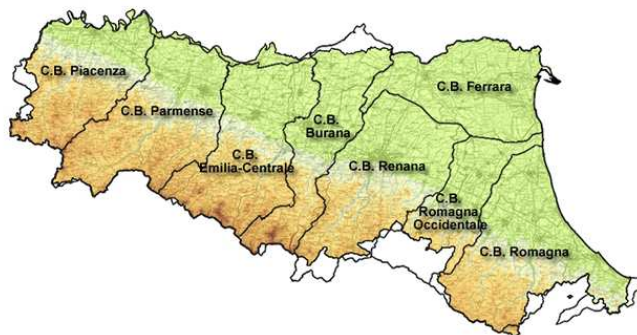 C.B. Piacenza
C.B. Parmense
C.B.
Emilia-Centrale
C.B.
Burana
C.B. Ferrara
C.B. Renana
C.B.
Romagna
Occidentale
C.B. Romagna